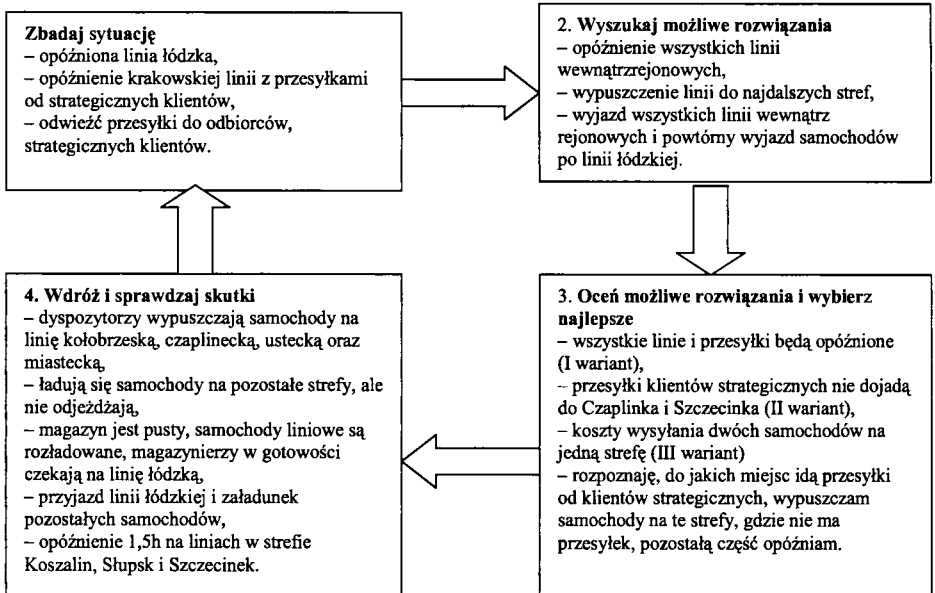 Zbadaj sytuację
– opóźniona linia łódzka,
– opóźnienie krakowskiej linii z przesyłkami
od strategicznych klientów,
– odwieźć przesyłki do odbiorców,
strategicznych klientów.
2. Wyszukaj możliwe rozwiązania
– opóźnienie wszystkich linii
wewnątrzrejonowych,
– wypuszczenie linii do najdalszych stref,
– wyjazd wszystkich linii wewnątrz
rejonowych i powtórny wyjazd samochodów
po linii łódzkiej.
3. Oceń możliwe rozwiązania i wybierz
najlepsze
– wszystkie linie i przesyłki będą opóźnione
(I wariant),
– przesyłki klientów strategicznych nie dojadą
do Czaplinka i Szczecinka (II wariant),
– koszty wysyłania dwóch samochodów na
jedną strefę (III wariant)
– rozpoznaję, do jakich miejsc idą przesyłki
od klientów strategicznych, wypuszczam
samochody na te strefy, gdzie nie ma
przesyłek, pozostałą część opóźniam.
4. Wdróż i sprawdzaj skutki
– dyspozytorzy wypuszczają samochody na
linię kołobrzeską, czaplinecką, ustecką oraz
miastecką,
– ładują się samochody na pozostałe strefy, ale
nie odjeżdżają,
– magazyn jest pusty, samochody liniowe są
rozładowane, magazynierzy w gotowości
czekają na linię łódzką,
– przyjazd linii łódzkiej i załadunek
pozostałych samochodów,
– opóźnienie 1,5h na liniach w strefie
Koszalin, Słupsk i Szczecinek.